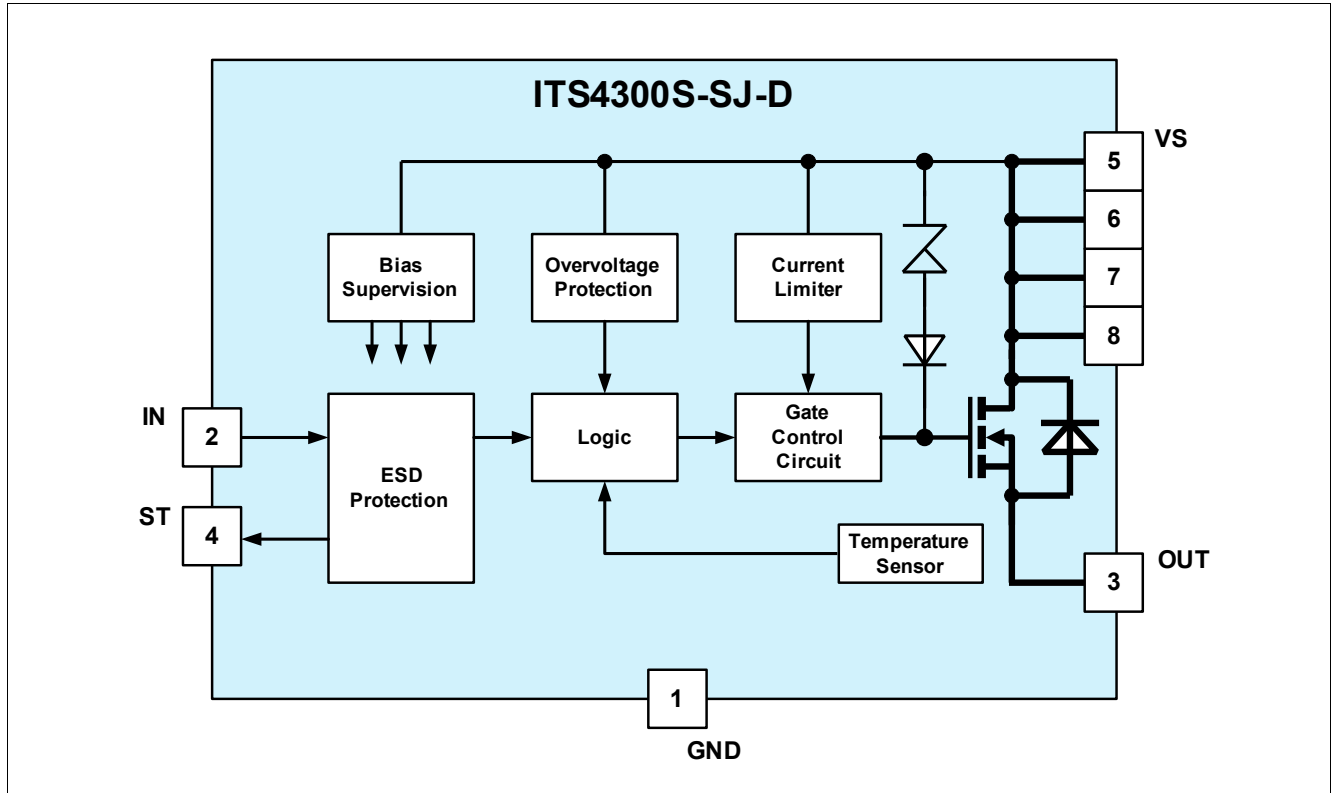 ITS4300S-SJ-D
VS
5
6
7
8
Bias
Supervision
Overvoltage
Protection
Current
Limiter
IN
2
ST
4
ESD
Protection
Logic
Gate
Control
Circuit
Temperature
Sensor
3
OUT
1
GND